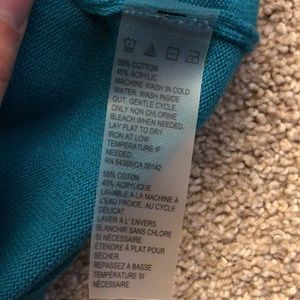 55% COTTON
45% ACRYLIC
MACHINE WASH IN COLD
WATER, WASH INSIDE
OUT. GENTLE CYCLE.
ONLY NON CHLORINE
BLEACH WHEN NEEDED.
LAY FLAT TO DRY
IRON AT LOW
TEMPERATURE IF
NEEDED.
RN 54365/CA 00142
55% COTON
45% ACRYLIQUE
LAVABLE À LA MACHINE À
L'EAU FROIDE, AU CYCLE
DELICAT
LAVER À L' ENVERS
BLANCHIR SANS CHLORE
SI NÉCESSAIRE.
ÉTENDRE À PLAT POUR
SÉCHER
REPASSEZ À BASSE
TEMPÉRATURE SI
NÉCESSAIRE.